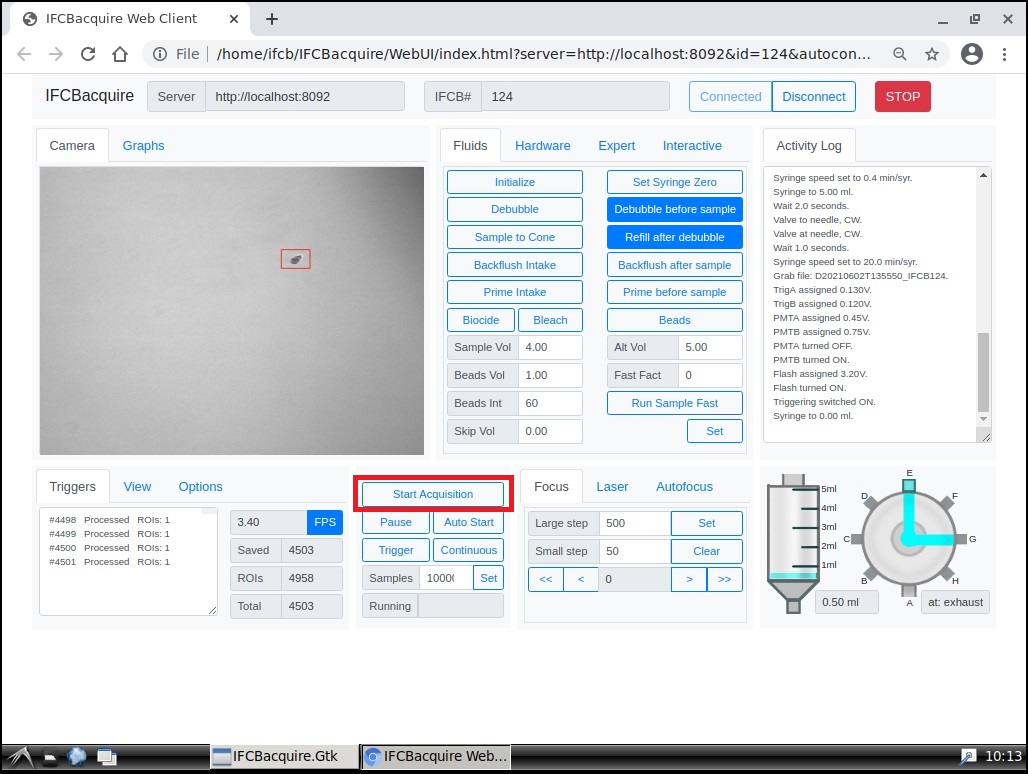 IFCBacquire Web Client
File
/home/ifcb/IFCBacquire/WebUI/index.html?server=http://localhost:8092&id=124&autocon...
IFCBacquire
Server
http://localhost:8092
IFCB#
124
Connected
Disconnect
STOP
Camera
Graphs
Fluids
Hardware
Expert
Interactive
Initialize
Set Syringe Zero
Debubble
Debubble before sample
Sample to Cone
Refill after debubble
Backflush Intake
Backflush after sample
Prime Intake
Prime before sample
Biocide
Bleach
Beads
Sample Vol
4.00
Alt Vol
5.00
Beads Vol
1.00
Fast Fact
0
Beads Int
60
Run Sample Fast
Skip Vol
0.00
Set
Activity Log
Syringe speed set to 0.4 min/syr.
Syringe to 5.00 ml.
Wait 2.0 seconds.
Valve to needle, CW.
Valve at needle, CW.
Wait 1.0 seconds.
Syringe speed set to 20.0 min/syr.
Grab file: D20210602T135550_IFCB124.
TrigA assigned 0.130V.
TrigB assigned 0.120V.
PMTA assigned 0.45V.
PMTB assigned 0.75V.
PMTA turned OFF.
PMTB turned ON.
Flash assigned 3.20V.
Flash turned ON.
Triggering switched ON.
Syringe to 0.00 ml.
Triggers
View
Options
#4498 Processed ROIs: 1
#4499 Processed ROIs: 1
#4500 Processed ROIs: 1
#4501 Processed ROIs: 1
3.40
FPS
Saved
4503
ROIs
4958
Total
4503
Start Acquisition
Pause
Auto Start
Trigger
Continuous
Samples
10000
Set
Running
Focus
Laser
Autofocus
Large step
500
Set
Small step
50
Clear
<<
<
0
>
>>
5ml
4ml
3ml
2ml
1ml
0.50 ml
E
D
F
C
G
B
H
A
at: exhaust
IFCBacquire.Gtk
IFCBacquire Web...
10:13